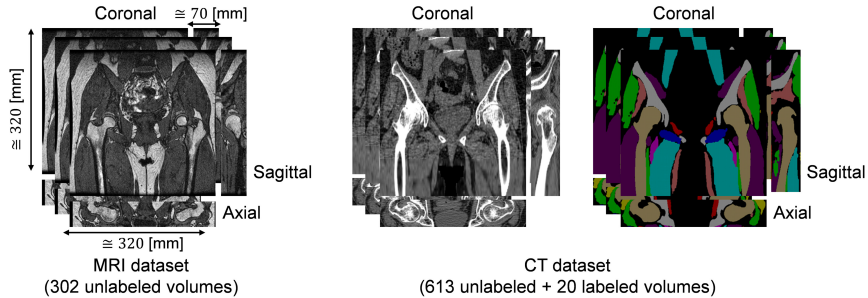 Coronal
≅ 70 [mm]
≅ 320 [mm]
Sagittal
Axial
≅ 320 [mm]
MRI dataset
(302 unlabeled volumes)
Coronal
Coronal
Sagittal
Axial
CT dataset
(613 unlabeled + 20 labeled volumes)